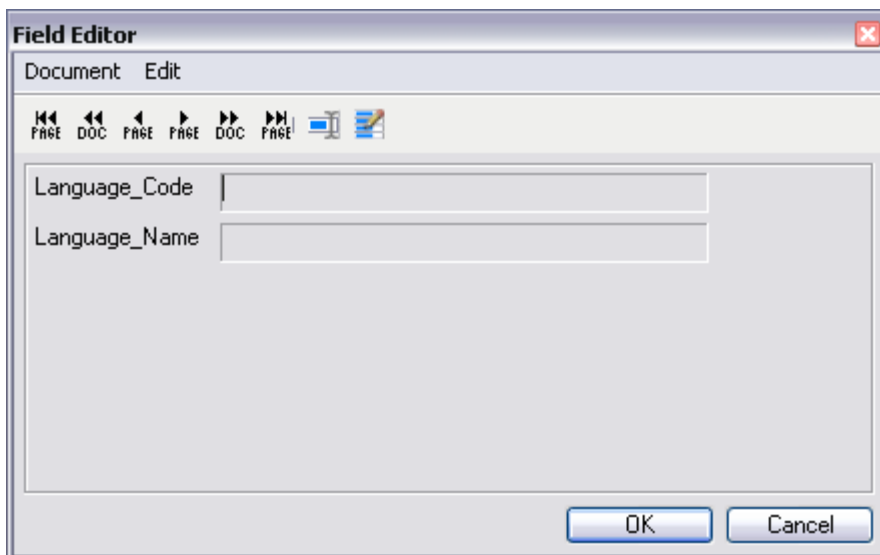 Field Editor
Document Edit
PAGE DOC PAGE PAGE DOC PAGE
Language_Code
Language_Name
OK Cancel